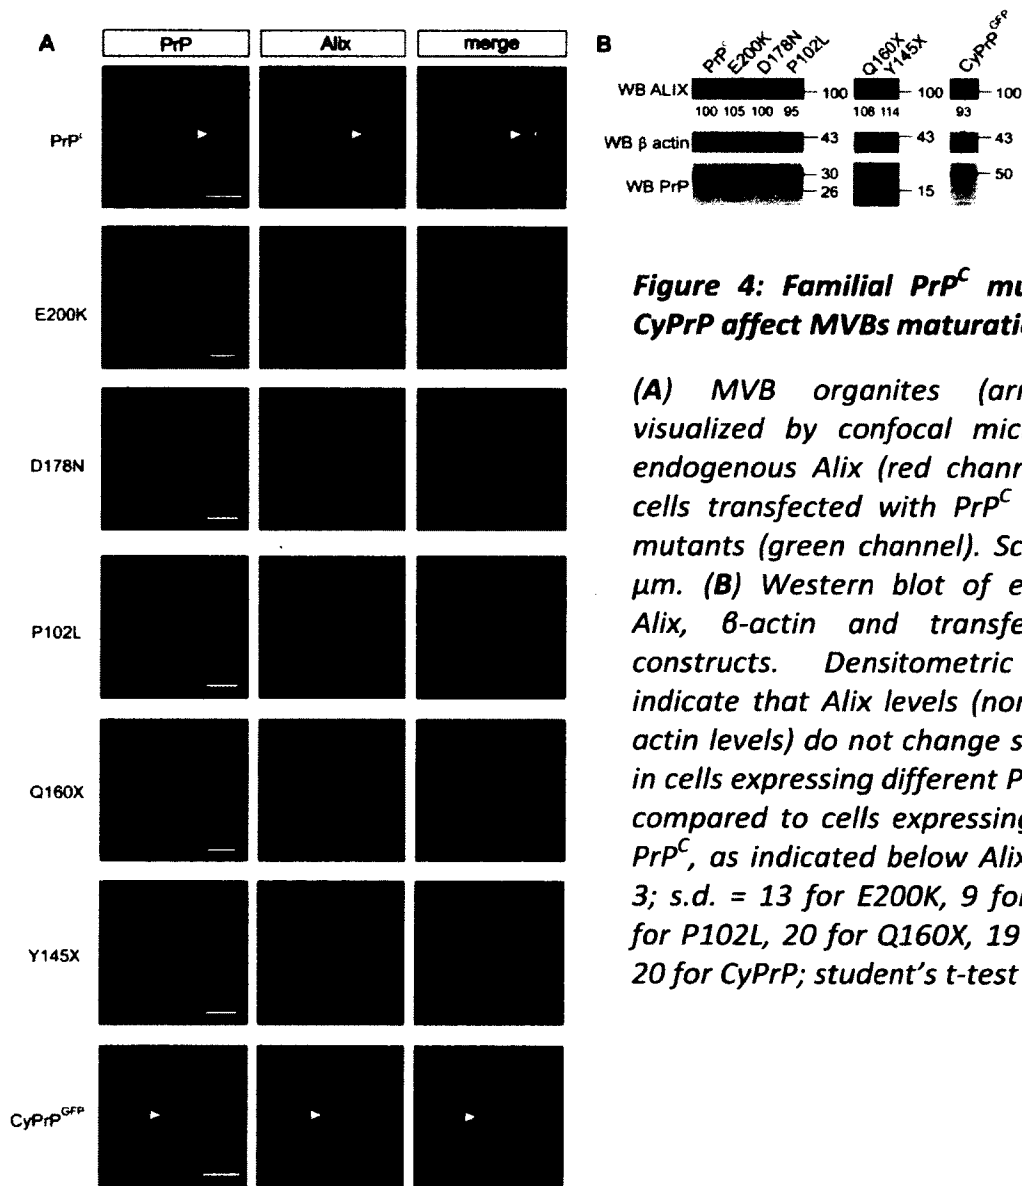 A
PrP Alix merge
PrPᶜ
E200K
D178N
P102L
Q160X
Y145X
CyPrPᴳᶠᴾ
B
PrPᶜ E200K D178N P102L Q160X Y145X CyPrPᴳᶠᴾ
WB ALIX 100 100 100
100 105 100 95 108 114 93
WB β actin 43 43 43
WB PrP 30 50
26 15
Figure 4: Familial PrPᶜ mu
CyPrP affect MVBs maturati
(A) MVB organites (arr
visualized by confocal mic
endogenous Alix (red chann
cells transfected with PrPᶜ
mutants (green channel). Sc
μm. (B) Western blot of e
Alix, β-actin and transfe
constructs. Densitometric
indicate that Alix levels (nor
actin levels) do not change s
in cells expressing different P
compared to cells expressing
PrPᶜ, as indicated below Alix
3; s.d. = 13 for E200K, 9 for
for P102L, 20 for Q160X, 19
20 for CyPrP; student's t-test